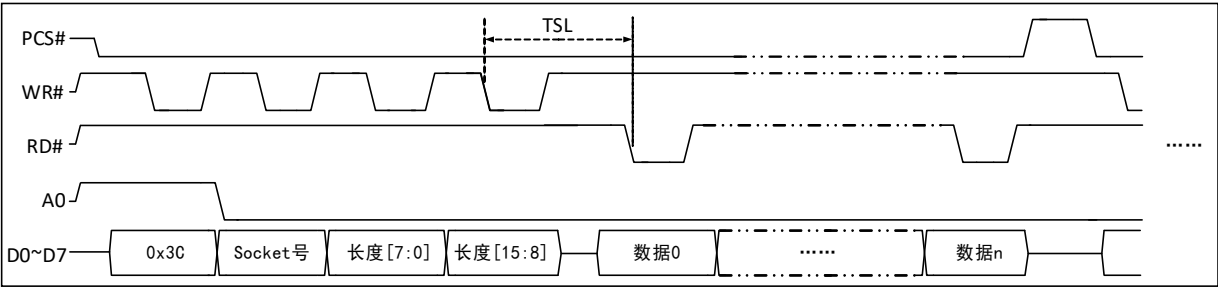 TSL
PCS#
WR#
RD#
……
A0
D0~D7 0x3C Socket号 长度[7:0] 长度[15:8] 数据0 …… 数据n